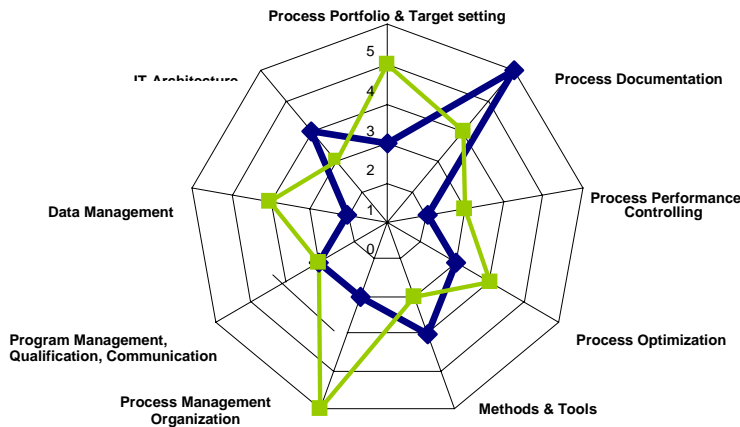 Process Portfolio & Target setting
5
IT Architecture
Process Documentation
4
3
2
Process Performance
Controlling
Data Management
1
0
Program Management,
Qualification, Communication
Process Optimization
Process Management
Organization
Methods & Tools